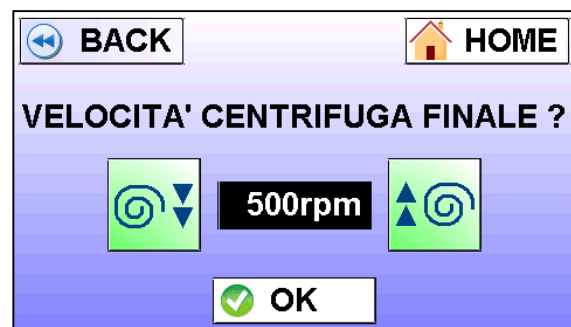 BACK
HOME
VELOCITA' CENTRIFUGA FINALE ?
500rpm
OK